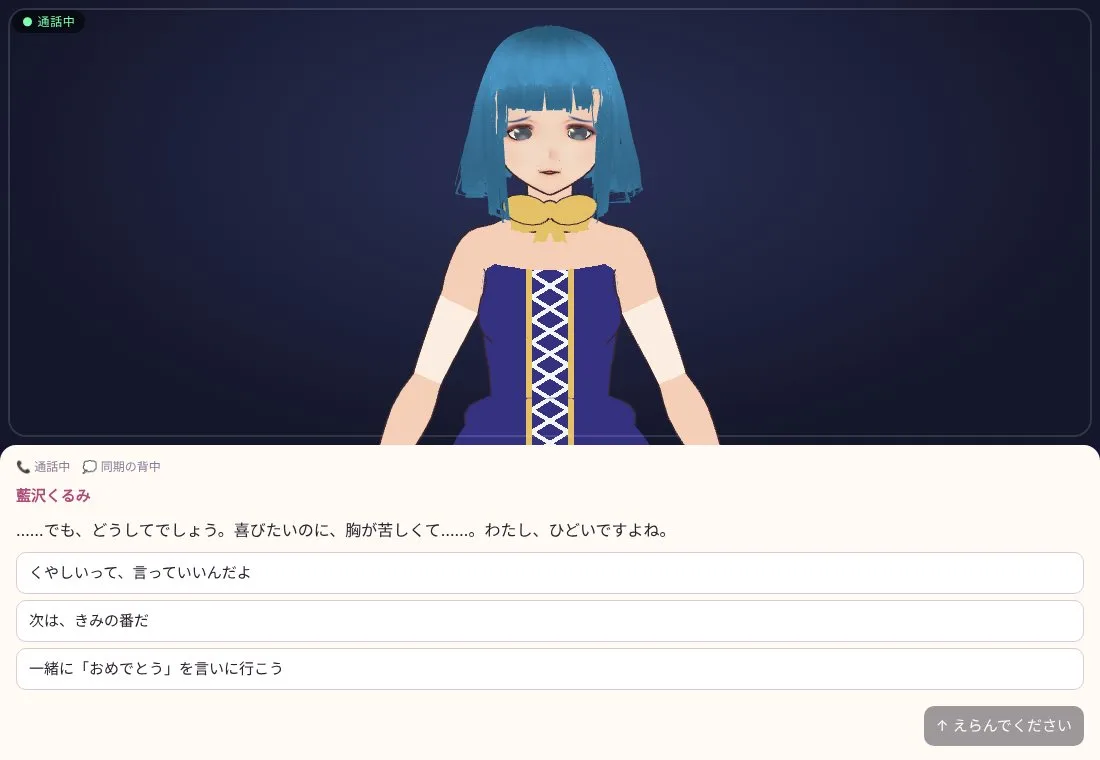 通話中
通話中 同期の背中
藍沢くるみ
……でも、どうしてでしょう。喜びたいのに、胸が苦しくて……。わたし、ひどいですよね。
くやしいって、言っていいんだよ
次は、きみの番だ
一緒に「おめでとう」を言いに行こう
↑ えらんでください